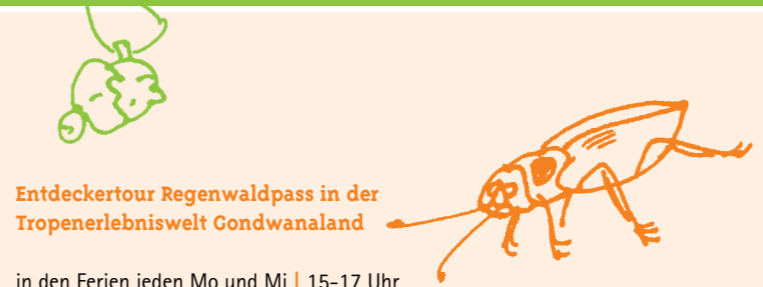 Entdeckertour Regenwaldpass in der
Tropenerlebniswelt Gondwanaland
in den Ferien jeden Mo und Mi | 15-17 Uhr